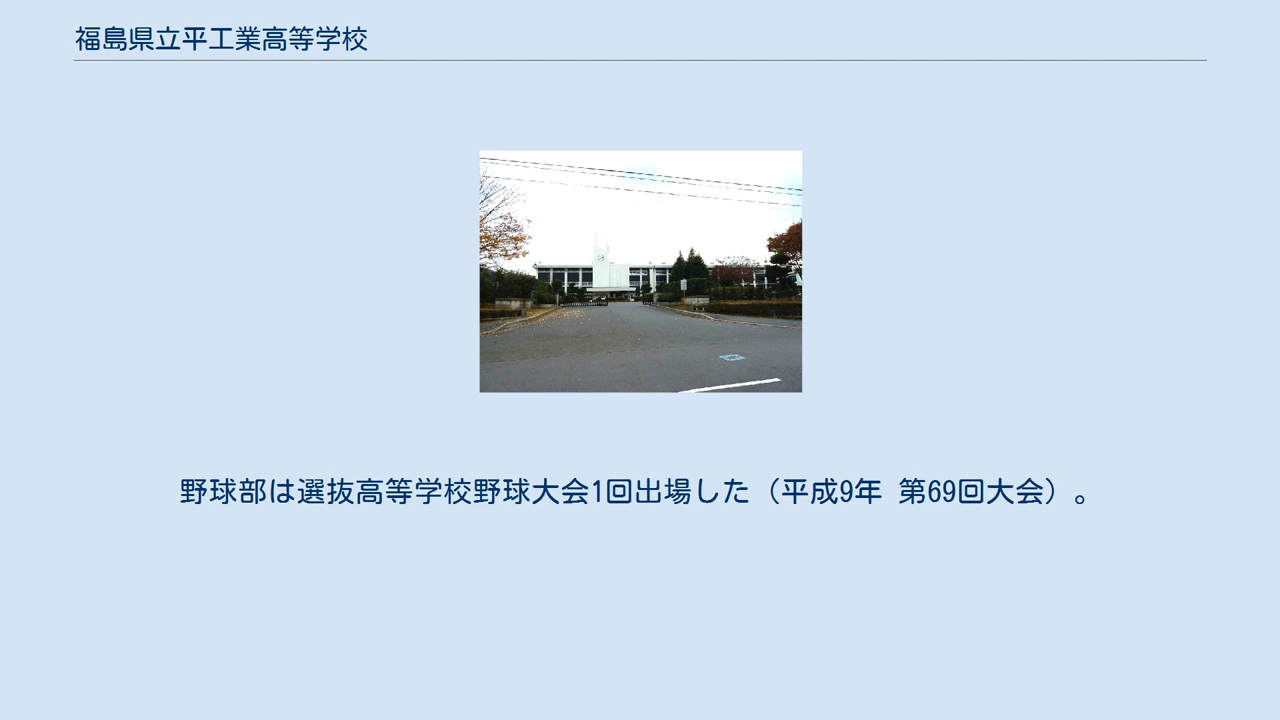 福島県立平工業高等学校
野球部は選抜高等学校野球大会1回出場した（平成9年 第69回大会）。